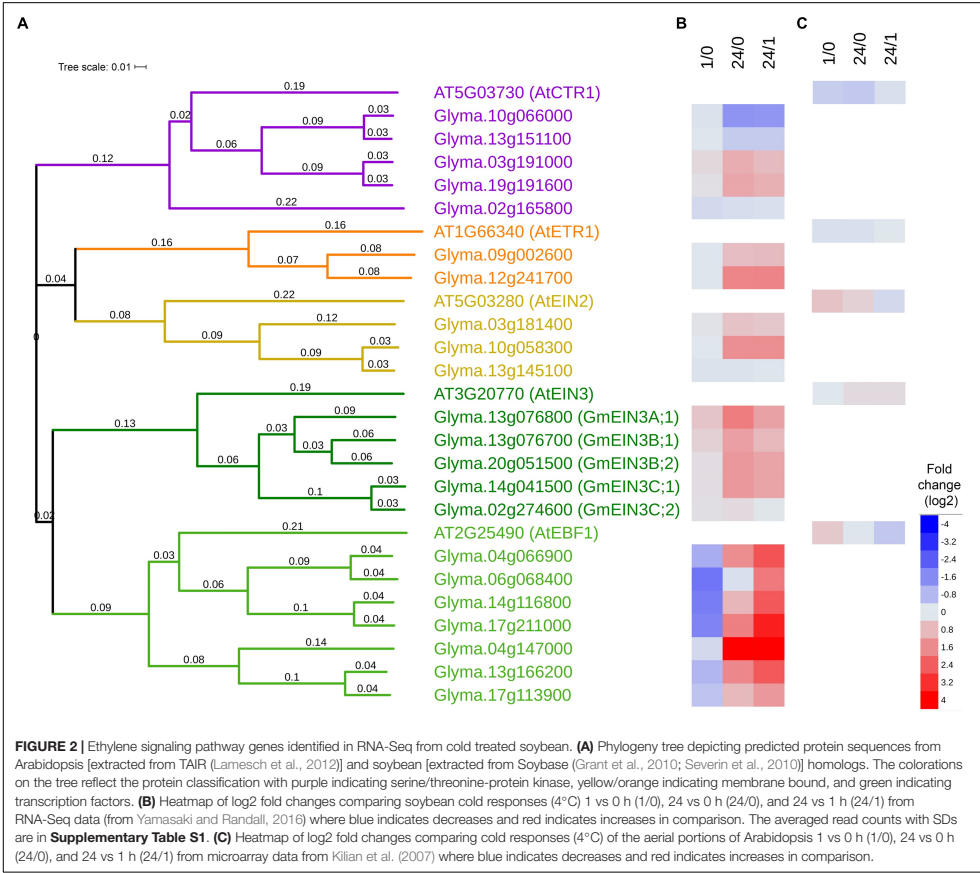 A
B
C
1/0
24/0
24/1
1/0
24/0
24/1
Tree scale: 0.01
0.19
AT5G03730 (AtCTR1)
0.02
0.03
Glyma.10g066000
0.09
0.03
Glyma.13g151100
0.06
0.12
0.03
Glyma.03g191000
0.09
0.03
Glyma.19g191600
0.22
Glyma.02g165800
0.16
AT1G66340 (AtETR1)
0.16
0.08
Glyma.09g002600
0.07
0.08
Glyma.12g241700
0.04
0.22
AT5G03280 (AtEIN2)
0.08
0.12
Glyma.03g181400
0.09
0.03
Glyma.10g058300
0.09
0.03
Glyma.13g145100
0
0.19
AT3G20770 (AtEIN3)
0.13
0.09
Glyma.13g076800 (GmEIN3A;1)
0.03
0.06
Glyma.13g076700 (GmEIN3B;1)
0.03
0.06
Glyma.20g051500 (GmEIN3B;2)
0.06
0.03
Glyma.14g041500 (GmEIN3C;1)
0.1
0.03
Glyma.02g274600 (GmEIN3C;2)
0.02
0.21
AT2G25490 (AtEBF1)
0.03
0.04
Glyma.04g066900
0.09
0.04
Glyma.06g068400
0.06
0.04
Glyma.14g116800
0.1
0.04
Glyma.17g211000
0.09
0.14
Glyma.04g147000
0.08
0.04
Glyma.13g166200
0.1
0.04
Glyma.17g113900
Fold
change
(log2)
-4
-3.2
-2.4
-1.6
-0.8
0
0.8
1.6
2.4
3.2
4
FIGURE 2 | Ethylene signaling pathway genes identified in RNA-Seq from cold treated soybean. (A) Phylogeny tree depicting predicted protein sequences from
Arabidopsis [extracted from TAIR (Lamesch et al., 2012)] and soybean [extracted from Soybase (Grant et al., 2010; Severin et al., 2010)] homologs. The colorations
on the tree reflect the protein classification with purple indicating serine/threonine-protein kinase, yellow/orange indicating membrane bound, and green indicating
transcription factors. (B) Heatmap of log2 fold changes comparing soybean cold responses (4°C) 1 vs 0 h (1/0), 24 vs 0 h (24/0), and 24 vs 1 h (24/1) from
RNA-Seq data (from Yamasaki and Randall, 2016) where blue indicates decreases and red indicates increases in comparison. The averaged read counts with SDs
are in Supplementary Table S1. (C) Heatmap of log2 fold changes comparing cold responses (4°C) of the aerial portions of Arabidopsis 1 vs 0 h (1/0), 24 vs 0 h
(24/0), and 24 vs 1 h (24/1) from microarray data from Kilian et al. (2007) where blue indicates decreases and red indicates increases in comparison.